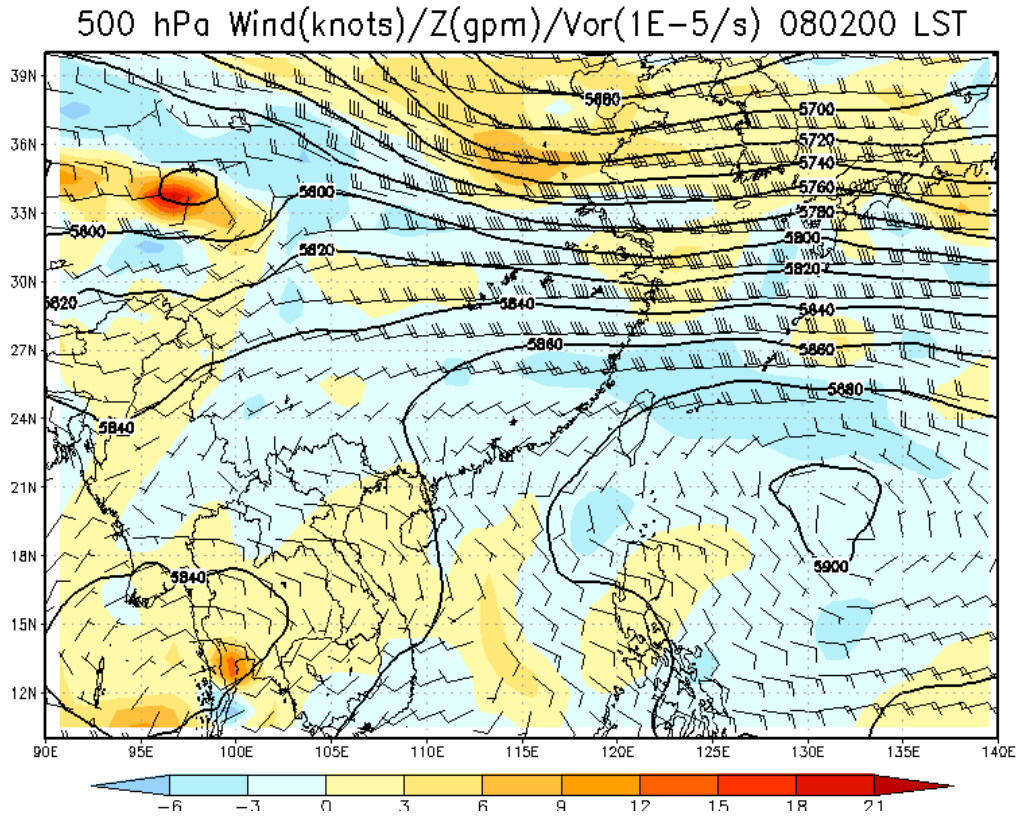 500 hPa Wind(knots)/Z(gpm)/Vor(1E-5/s) 080200 LST
39N
5680
5700
36N
5720
5740
5760
33N
5800
5780
5800
5800
30N
5820
5820
5820
5840
5840
27N
5860
5860
24N
5880
5840
21N
18N
5900
5840
15N
12N
90E 95E 100E 105E 110E 115E 120E 125E 130E 135E 140E
-6 -3 0 3 6 9 12 15 18 21